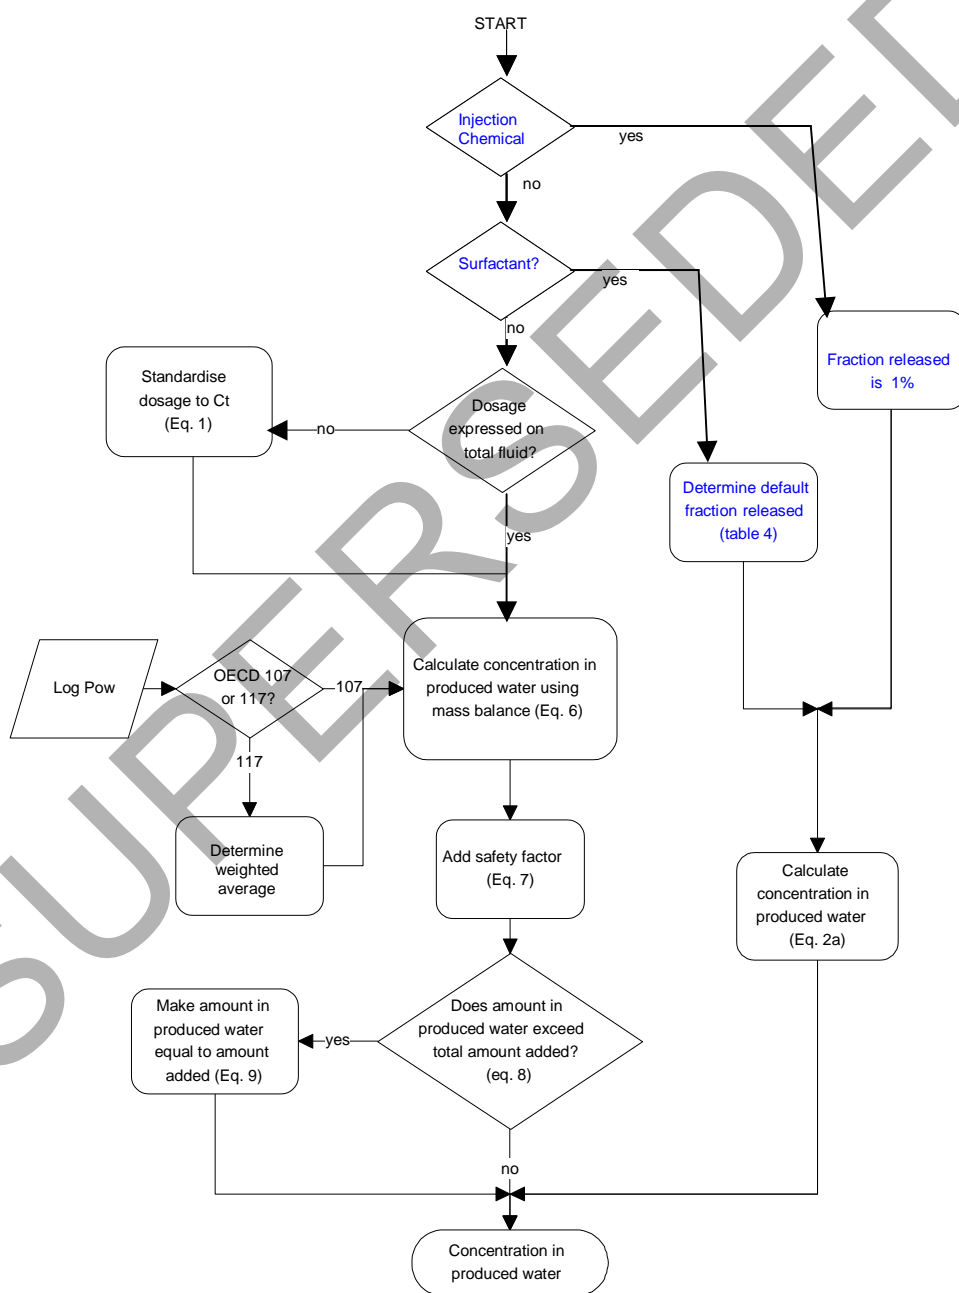 START
Injection
Chemical
yes
no
Surfactant?
yes
no
Fraction released
is 1%
Standardise
dosage to Ct
(Eq. 1)
no
Dosage
expressed on
total fluid?
yes
Determine default
fraction released
(table 4)
Log Pow
OECD 107
or 117?
107
117
Calculate concentration in
produced water using
mass balance (Eq. 6)
Determine
weighted
average
Add safety factor
(Eq. 7)
Calculate
concentration in
produced water
(Eq. 2a)
Make amount in
produced water
equal to amount
added (Eq. 9)
yes
Does amount in
produced water exceed
total amount added?
(eq. 8)
no
Concentration in
produced water
SUPERSEDED